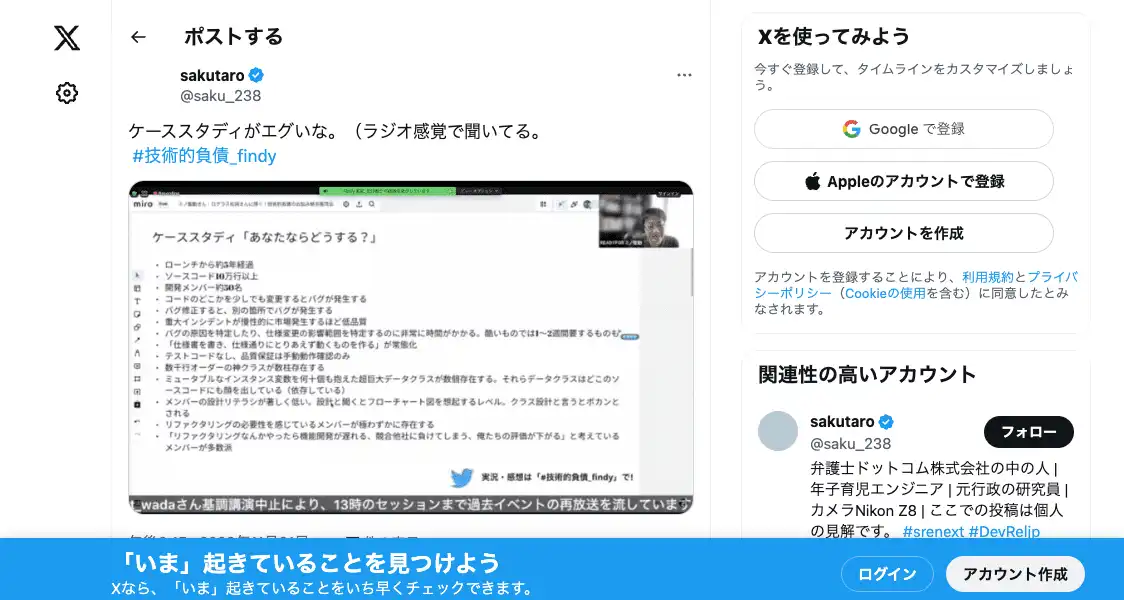 ポストする
sakutaro
@saku_238
ケーススタディがエグいな。（ラジオ感覚で聞いてる。
#技術的負債_findy
miro
ケーススタディ「あなたならどうする？」
・ローンチから約5年経過
・ソースコード10万行以上
・開発メンバー約50名
・コードのどこかを少しでも変更するとバグが発生する
・バグ修正すると、別の箇所でバグが発生する
・重大インシデントが慢性的に市場発生するほど低品質
・バグの原因を特定したり、仕様変更の影響範囲を特定するのに非常に時間がかかる。酷いものでは1〜2週間要するものも
・「仕様書を書き、仕様通りにとりあえず動くものを作る」が常態化
・テストコードなし、品質保証は手動動作確認のみ
・数千行オーダーの神クラスが数柱存在する
・ミュータブルなインスタンス変数を何十個も抱えた超巨大データクラスが数個存在する。それらデータクラスはどこのソ
ースコードにも顔を出している（依存している）
・メンバーの設計リテラシが著しく低い。設計と聞くとフローチャート図を想起するレベル。クラス設計と言うとポカンと
される
・リファクタリングの必要性を感じているメンバーが極わずかに存在する
・「リファクタリングなんかやったら機能開発が遅れる、競合他社に負けてしまう、俺たちの評価が下がる」と考えている
メンバーが多数派
実況・感想は「#技術的負債_findy」で!
wadaさん基調講演中止により、13時のセッションまで過去イベントの再放送を流しています
Xを使ってみよう
今すぐ登録して、タイムラインをカスタマイズしましょ
う。
Google で登録
Appleのアカウントで登録
アカウントを作成
アカウントを登録することにより、利用規約とプライバ
シーポリシー（Cookieの使用を含む）に同意したとみ
なされます。
関連性の高いアカウント
sakutaro
@saku_238
フォロー
弁護士ドットコム株式会社の中の人 |
年子育児エンジニア | 元行政の研究員 |
カメラNikon Z8 | ここでの投稿は個人
の見解です。 #srenext #DevReljp
「いま」起きていることを見つけよう
Xなら、「いま」起きていることをいち早くチェックできます。
ログイン
アカウント作成